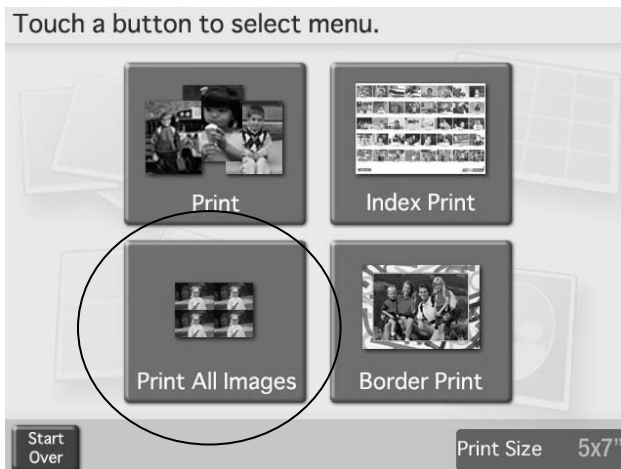 Touch a button to select menu.
Print
Index Print
Print All Images
Border Print
Start
Over
Print Size 5x7”